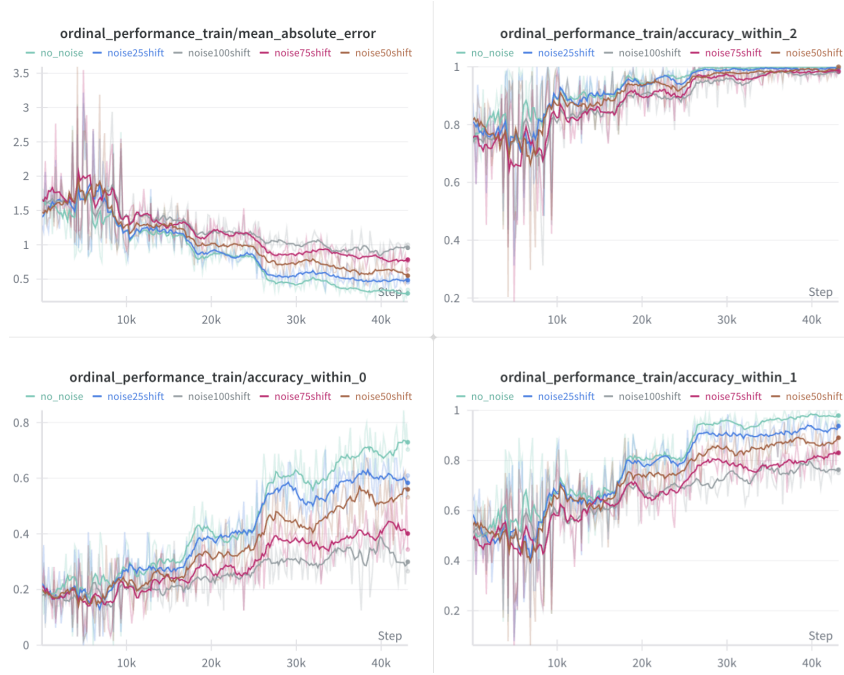 ordinal_performance_train/mean_absolute_error
no_noise noise25shift noise100shift noise75shift noise50shift
3.5
3
2.5
2
1.5
1
0.5
Step
10k 20k 30k 40k
ordinal_performance_train/accuracy_within_2
no_noise noise25shift noise100shift noise75shift noise50shift
1
0.8
0.6
0.4
0.2
Step
10k 20k 30k 40k
ordinal_performance_train/accuracy_within_0
no_noise noise25shift noise100shift noise75shift noise50shift
0.8
0.6
0.4
0.2
0
Step
10k 20k 30k 40k
ordinal_performance_train/accuracy_within_1
no_noise noise25shift noise100shift noise75shift noise50shift
1
0.8
0.6
0.4
0.2
Step
10k 20k 30k 40k